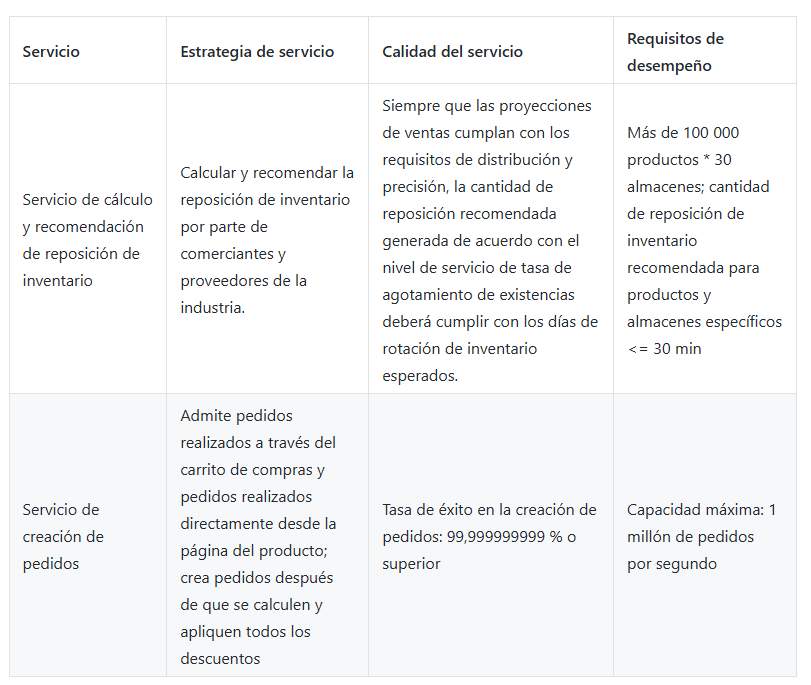 Servicio
Estrategia de servicio
Calidad del servicio
Requisitos de
desempeño
Servicio de cálculo
y recomendación
de reposición de
inventario
Calcular y recomendar la
reposición de inventario
por parte de
comerciantes y
proveedores de la
industria.
Siempre que las proyecciones
de ventas cumplan con los
requisitos de distribución y
precisión, la cantidad de
reposición recomendada
generada de acuerdo con el
nivel de servicio de tasa de
agotamiento de existencias
deberá cumplir con los días de
rotación de inventario
esperados.
Más de 100 000
productos * 30
almacenes; cantidad
de reposición de
inventario
recomendada para
productos y
almacenes específicos
<= 30 min
Servicio de
creación de
pedidos
Admite pedidos
realizados a través del
carrito de compras y
pedidos realizados
directamente desde la
página del producto;
crea pedidos después
de que se calculen y
apliquen todos los
descuentos
Tasa de éxito en la creación de
pedidos: 99,999999999 % o
superior
Capacidad máxima: 1
millón de pedidos
por segundo